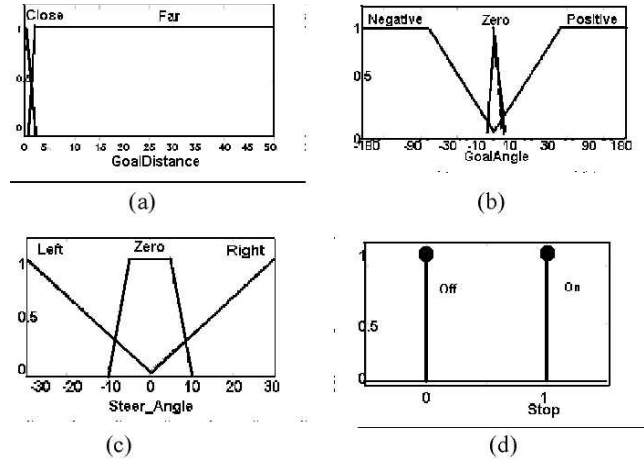 Close Far
1
0.5
0
0 2 5 10 15 20 25 30 35 40 45 50
GoalDistance
(a)
Negative Zero Positive
1
0.5
0
-180 -90 -30 -10 10 30 90 180
GoalAngle
(b)
Left Zero Right
1
0.5
0
-30 -20 -10 0 10 20 30
Steer_Angle
(c)
1
Off On
0.5
0
0 1
Stop
(d)